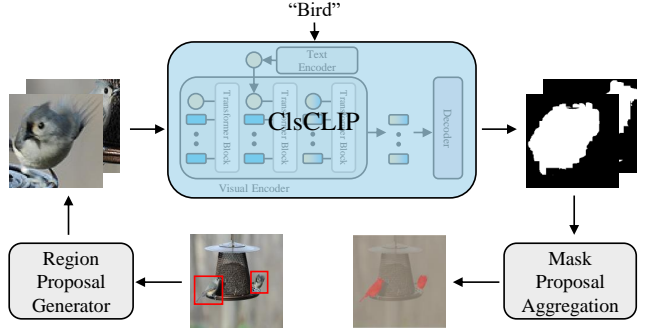 “Bird”
Text
Encoder
Transformer Block
Transformer Block
Transformer Block
ClsCLIP
Decoder
Visual Encoder
Region
Proposal
Generator
Mask
Proposal
Aggregation